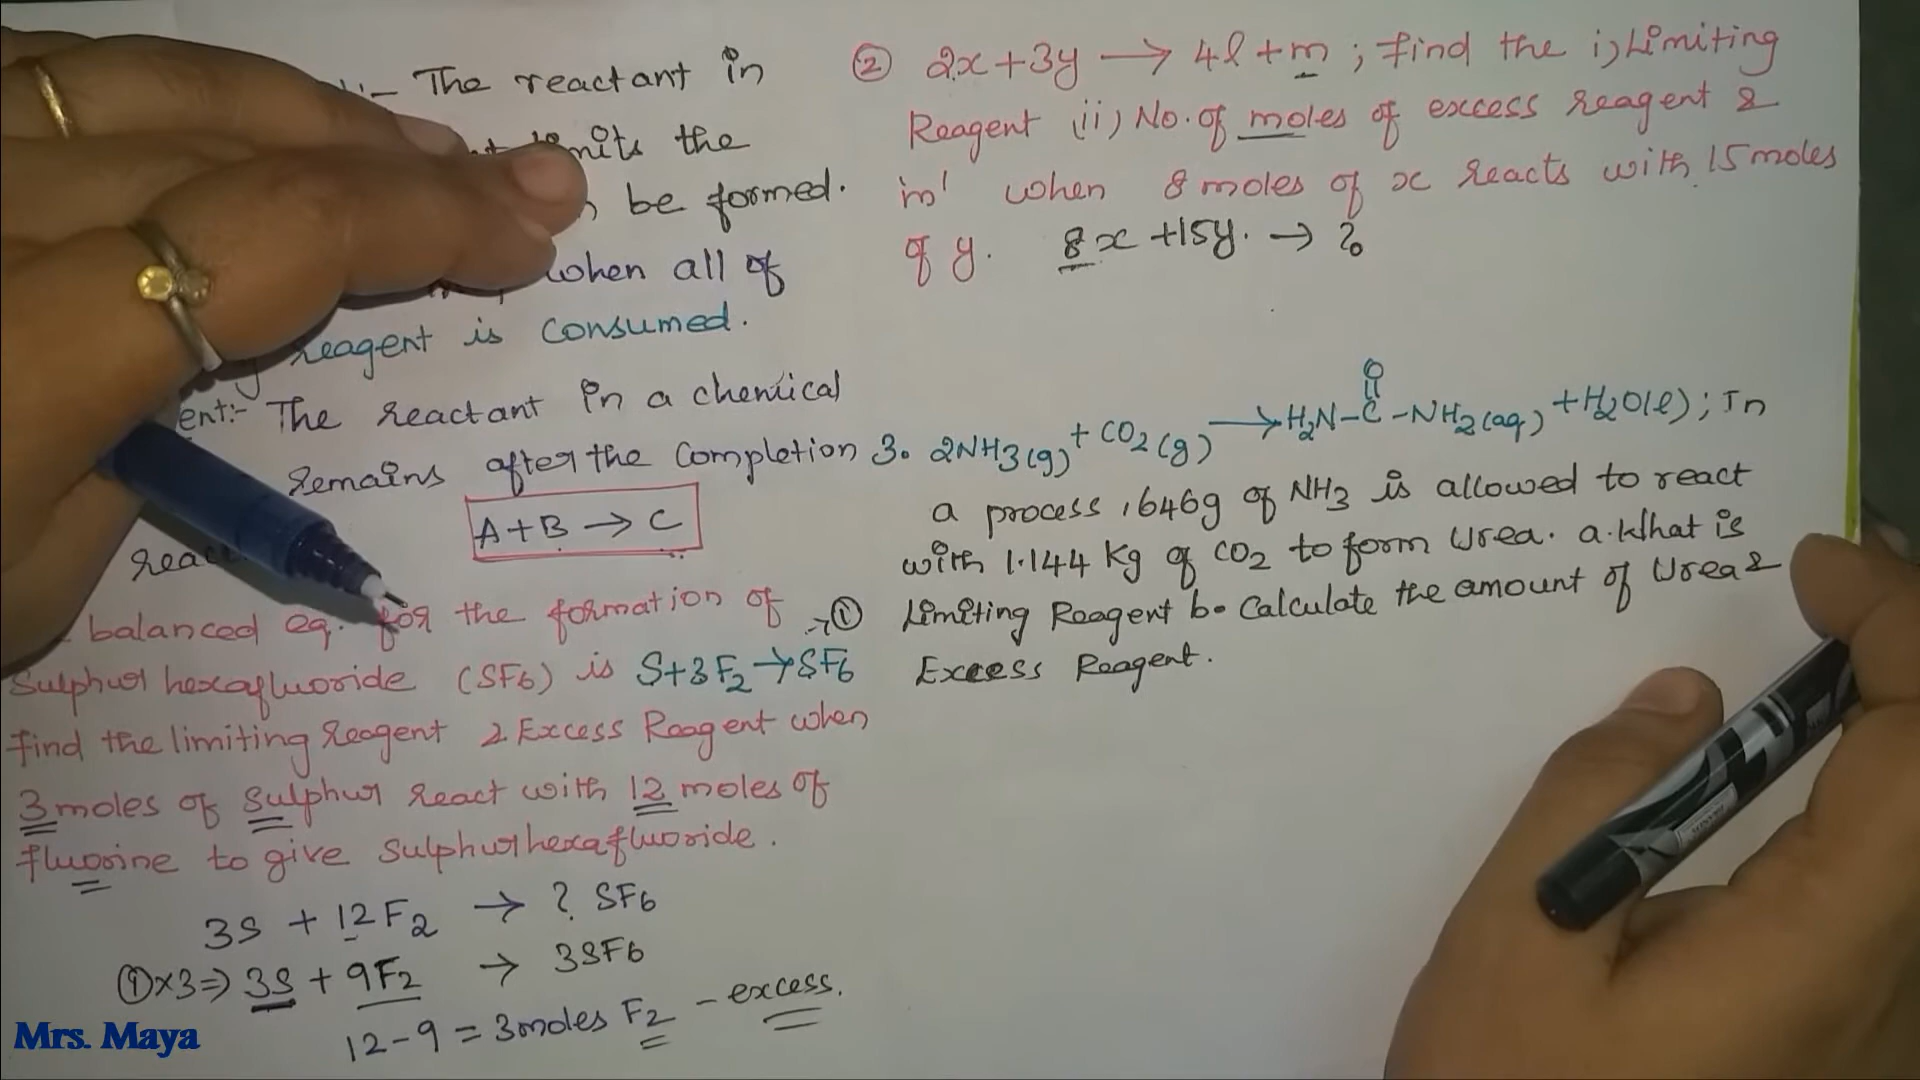 The reactant in
limits the
be formed.
when all of
reagent is consumed.
ent:- The reactant in a chemical
remains after the completion
reac
A+B → C
balanced eq. for the formation of
Sulphur hexafluoride (SF6) is S+3F2 → SF6 → ①
find the limiting reagent & Excess Reagent when
3 moles of Sulphur react with 12 moles of
fluorine to give Sulphurhexafluoride.
3S + 12F2 → ? SF6
①×3⇒ 3S + 9F2 → 3SF6
12-9 = 3moles F2 - excess.
② 2x+3y → 4l+m ; find the i) Limiting
Reagent (ii) No. of moles of excess reagent &
'm' when 8 moles of x reacts with 15 moles
of y. 8x +15y. → ?
3. 2NH3(g) + CO2(g) → H2N-C-NH2(aq) + H2O(l) ; In
O
a process, 646g of NH3 is allowed to react
with 1.144 Kg of CO2 to form Urea. a. What is
Limiting Reagent b. Calculate the amount of Urea &
Excess Reagent.
Mrs. Maya